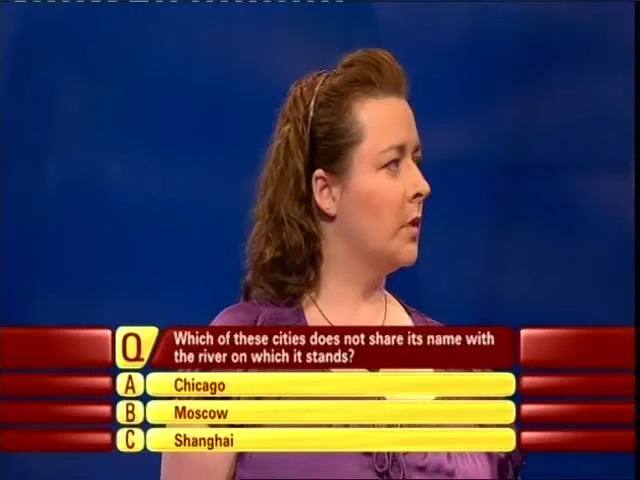 Q
Which of these cities does not share its name with
the river on which it stands?
A Chicago
B Moscow
C Shanghai